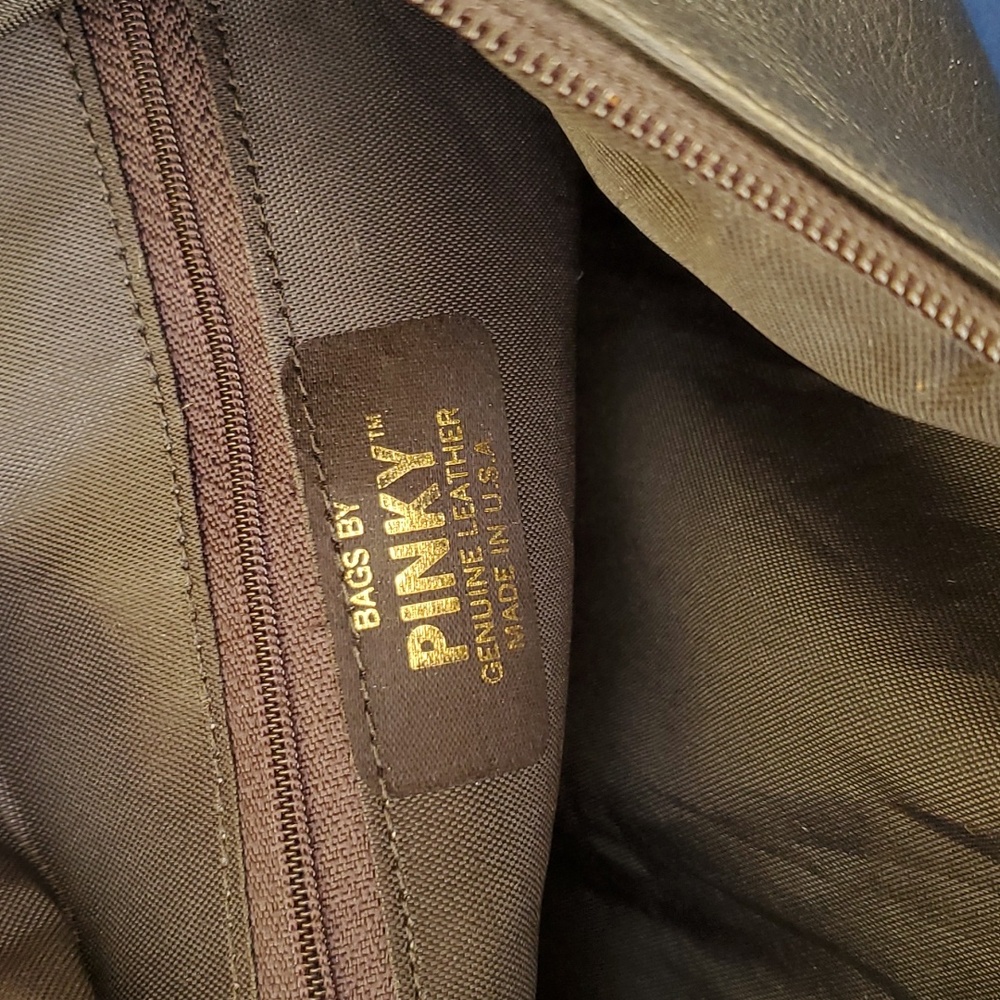 BAGS BY
PINKY™
GENUINE LEATHER
MADE IN U.S.A